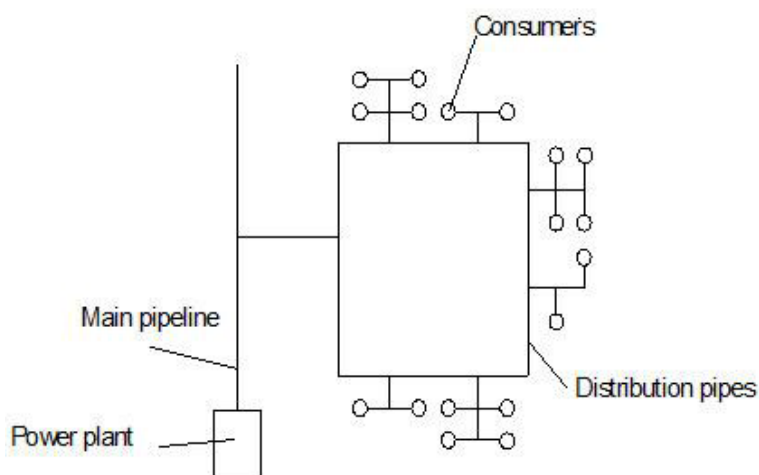 Consumers
Main pipeline
Distribution pipes
Power plant